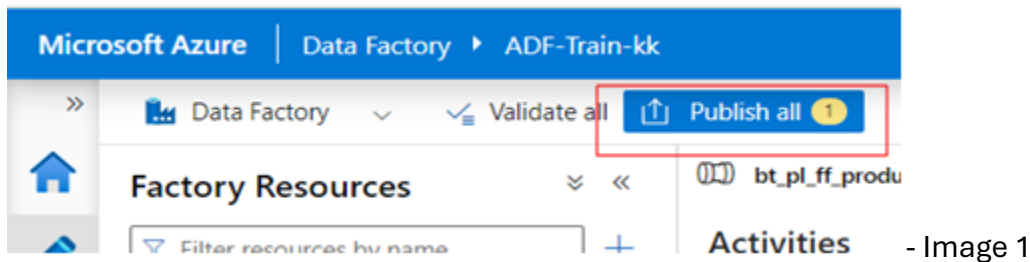 Microsoft Azure | Data Factory ▸ ADF-Train-kk
» Data Factory Validate all Publish all 1
Factory Resources
bt_pl_ff_produ
Filter resources by name
Activities
- Image 1